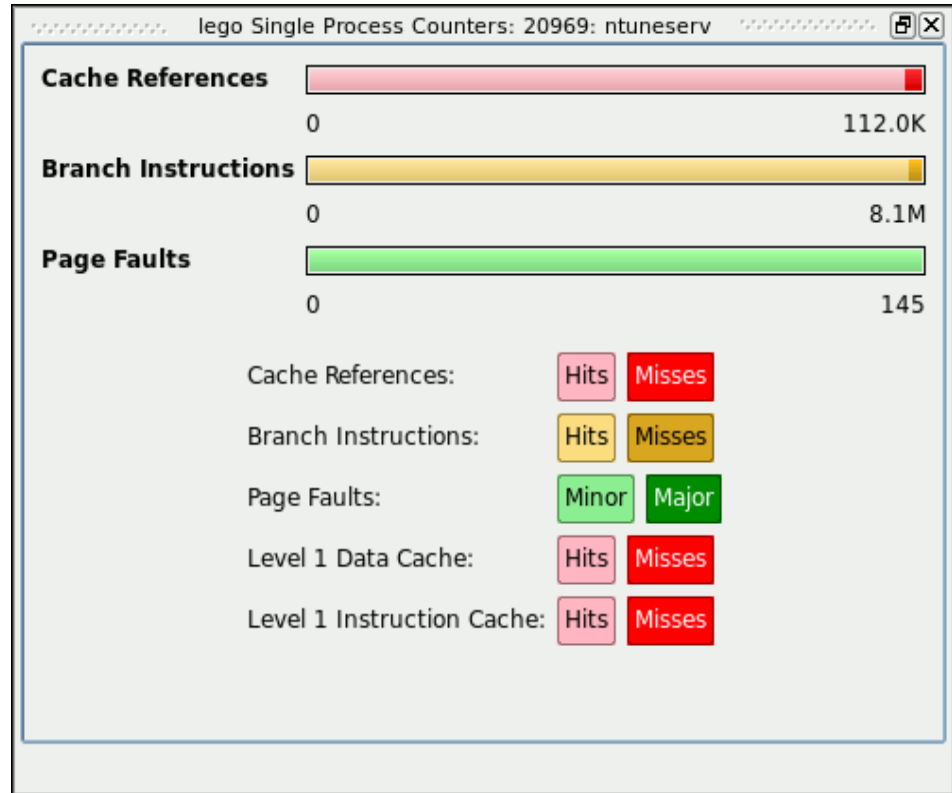 lego Single Process Counters: 20969: ntuneserv
Cache References
0 112.0K
Branch Instructions
0 8.1M
Page Faults
0 145
Cache References: Hits Misses
Branch Instructions: Hits Misses
Page Faults: Minor Major
Level 1 Data Cache: Hits Misses
Level 1 Instruction Cache: Hits Misses